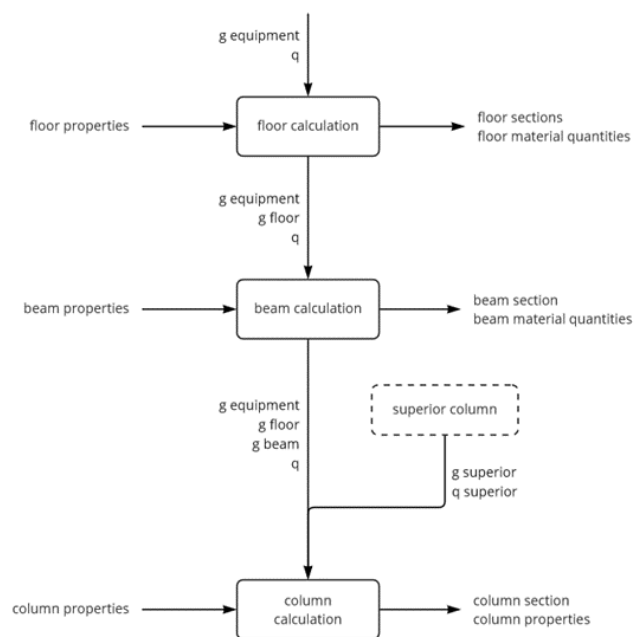 g equipment
q
floor properties
floor calculation
floor sections
floor material quantities
g equipment
g floor
q
beam properties
beam calculation
beam section
beam material quantities
g equipment
g floor
g beam
q
superior column
g superior
q superior
column properties
column
calculation
column section
column properties